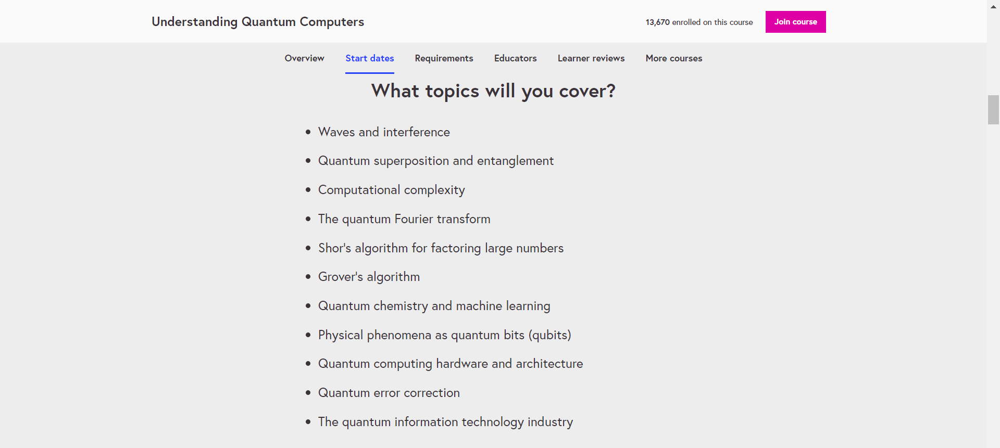 Understanding Quantum Computers
13,670 enrolled on this course
Join course
Overview
Start dates
Requirements
Educators
Learner reviews
More courses
What topics will you cover?
• Waves and interference
• Quantum superposition and entanglement
• Computational complexity
• The quantum Fourier transform
• Shor's algorithm for factoring large numbers
• Grover's algorithm
• Quantum chemistry and machine learning
• Physical phenomena as quantum bits (qubits)
• Quantum computing hardware and architecture
• Quantum error correction
• The quantum information technology industry